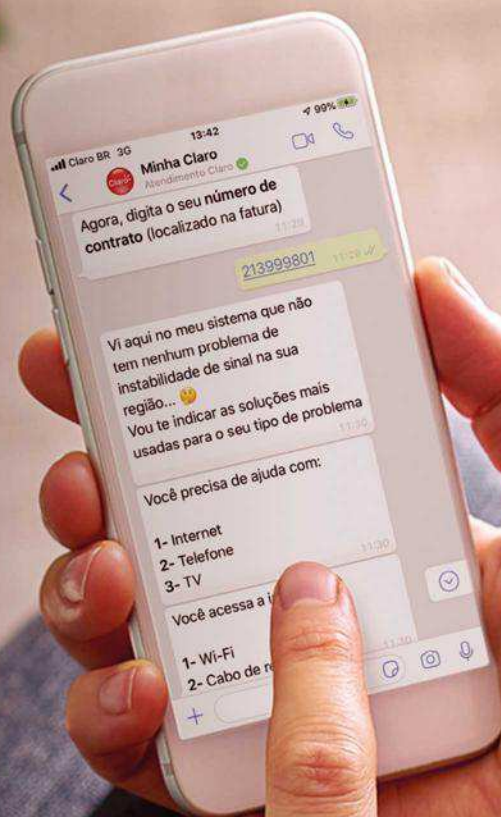 Claro BR 3G
13:42
99%
Minha Claro
Atendimento Claro
Agora, digita o seu número de
contrato (localizado na fatura)
11:29
213999801
11:29
Vi aqui no meu sistema que não
tem nenhum problema de
instabilidade de sinal na sua
região...
Vou te indicar as soluções mais
usadas para o seu tipo de problema
11:30
Você precisa de ajuda com:
1- Internet
2- Telefone
3- TV
11:30
Você acessa a
1- Wi-Fi
2- Cabo de
11:30